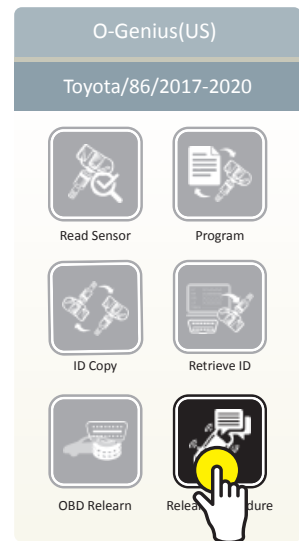 O-Genius(US)
Toyota/86/2017-2020
Read Sensor
Program
ID Copy
Retrieve ID
OBD Relearn